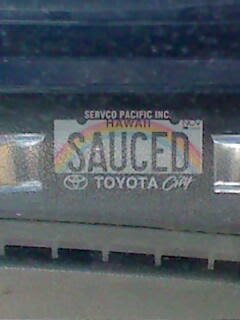 SERVCO PACIFIC INC.
HAWAII
SAUCED
TOYOTA City